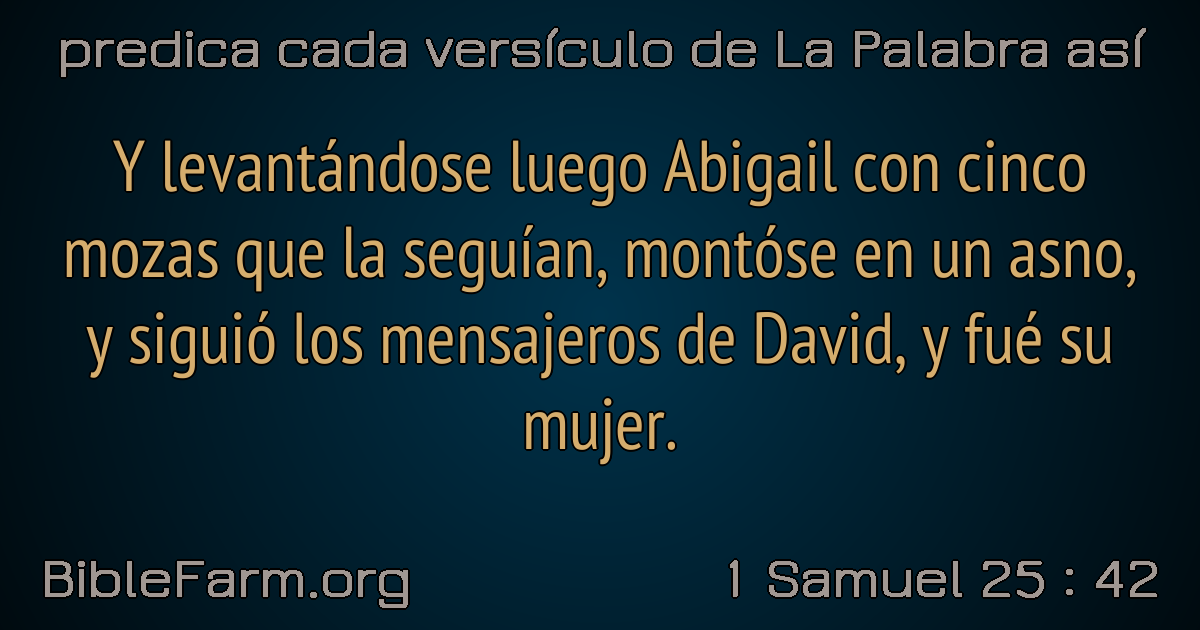 predica cada versículo de La Palabra así
Y levantándose luego Abigail con cinco
mozas que la seguían, montóse en un asno,
y siguió los mensajeros de David, y fué su
mujer.
BibleFarm.org
1 Samuel 25 : 42